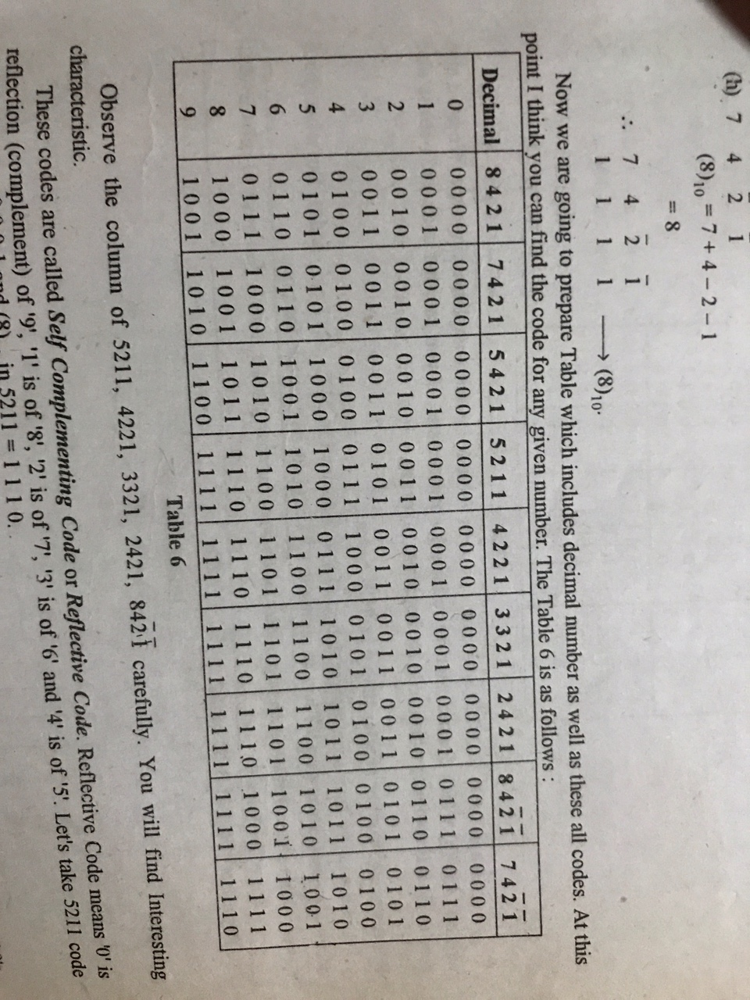 (h) 7 4 2̅ 1̅
(8)₁₀ = 7 + 4 – 2 – 1
= 8
∴ 7 4 2̅ 1̅
1 1 1 1 ⟶ (8)₁₀.
Now we are going to prepare Table which includes decimal number as well as these all codes. At this
point I think you can find the code for any given number. The Table 6 is as follows :
Decimal 8 4 2 1 7 4 2 1 5 4 2 1 5 2 1 1 4 2 2 1 3 3 2 1 2 4 2 1 8 4 2̅ 1̅ 7 4 2̅ 1̅
0 0 0 0 0 0 0 0 0 0 0 0 0 0 0 0 0 0 0 0 0 0 0 0 0 0 0 0 0 0 0 0 0 0 0 0 0
1 0 0 0 1 0 0 0 1 0 0 0 1 0 0 0 1 0 0 0 1 0 0 0 1 0 0 0 1 0 1 1 1 0 1 1 1
2 0 0 1 0 0 0 1 0 0 0 1 0 0 0 1 1 0 0 1 0 0 0 1 0 0 0 1 0 0 1 1 0 0 1 1 0
3 0 0 1 1 0 0 1 1 0 0 1 1 0 1 0 1 0 0 1 1 0 0 1 1 0 0 1 1 0 1 0 1 0 1 0 1
4 0 1 0 0 0 1 0 0 0 1 0 0 0 1 1 1 1 0 0 0 0 1 0 1 0 1 0 0 0 1 0 0 0 1 0 0
5 0 1 0 1 0 1 0 1 1 0 0 0 1 0 0 0 0 1 1 1 1 0 1 0 1 0 1 1 1 0 1 1 1 0 1 0
6 0 1 1 0 0 1 1 0 1 0 0 1 1 0 1 0 1 1 0 0 1 1 0 0 1 1 0 0 1 0 1 0 1 0 0 1
7 0 1 1 1 1 0 0 0 1 0 1 0 1 1 0 0 1 1 0 1 1 1 0 1 1 1 0 1 1 0 0 1 1 0 0 0
8 1 0 0 0 1 0 0 1 1 0 1 1 1 1 1 0 1 1 1 0 1 1 1 0 1 1 1 0 1 0 0 0 1 1 1 1
9 1 0 0 1 1 0 1 0 1 1 0 0 1 1 1 1 1 1 1 1 1 1 1 1 1 1 1 1 1 1 1 1 1 1 1 0
Table 6
Observe the column of 5211, 4221, 3321, 2421, 842̅1̅ carefully. You will find Interesting
characteristic.
These codes are called Self Complementing Code or Reflective Code. Reflective Code means '0' is
reflection (complement) of '9', '1' is of '8', '2' is of '7', '3' is of '6' and '4' is of '5'. Let's take 5211 code
in 5211 = 1 1 1 0.